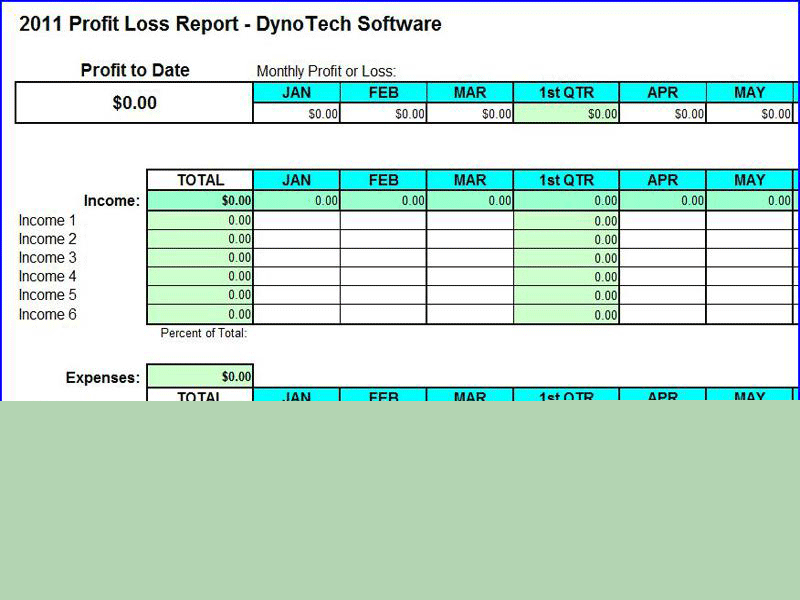 2011 Profit Loss Report - DynoTech Software
Profit to Date Monthly Profit or Loss:
JAN FEB MAR 1st QTR APR MAY
$0.00 $0.00 $0.00 $0.00 $0.00 $0.00 $0.00
TOTAL JAN FEB MAR 1st QTR APR MAY
Income: $0.00 0.00 0.00 0.00 0.00 0.00 0.00
Income 1 0.00 0.00
Income 2 0.00 0.00
Income 3 0.00 0.00
Income 4 0.00 0.00
Income 5 0.00 0.00
Income 6 0.00 0.00
Percent of Total:
Expenses: $0.00
TOTAL JAN FEB MAR 1st QTR APR MAY